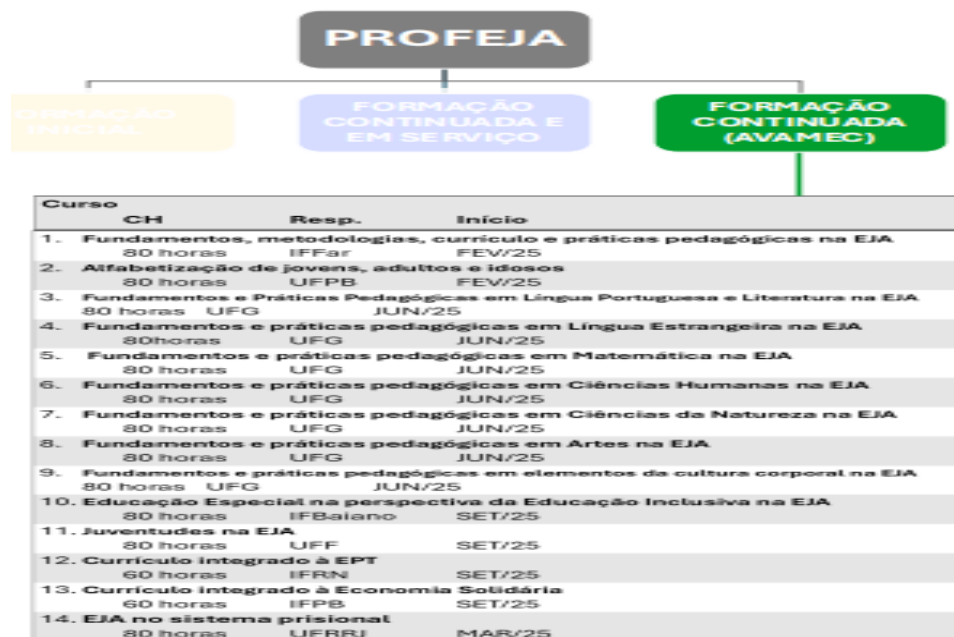 PROFEJA
FORMAÇÃO
INICIAL
FORMAÇÃO
CONTINUADA E
EM SERVIÇO
FORMAÇÃO
CONTINUADA
(AVAMEC)
Curso
CH Resp. Início
1. Fundamentos, metodologias, currículo e práticas pedagógicas na EJA
80 horas IFFar FEV/25
2. Alfabetização de jovens, adultos e idosos
80 horas UFPB FEV/25
3. Fundamentos e Práticas Pedagógicas em Língua Portuguesa e Literatura na EJA
80 horas UFG JUN/25
4. Fundamentos e práticas pedagógicas em Língua Estrangeira na EJA
80horas UFG JUN/25
5. Fundamentos e práticas pedagógicas em Matemática na EJA
80 horas UFG JUN/25
6. Fundamentos e práticas pedagógicas em Ciências Humanas na EJA
80 horas UFG JUN/25
7. Fundamentos e práticas pedagógicas em Ciências da Natureza na EJA
80 horas UFG JUN/25
8. Fundamentos e práticas pedagógicas em Artes na EJA
80 horas UFG JUN/25
9. Fundamentos e práticas pedagógicas em elementos da cultura corporal na EJA
80 horas UFG JUN/25
10. Educação Especial na perspectiva da Educação Inclusiva na EJA
80 horas IFBaiano SET/25
11. Juventudes na EJA
80 horas UFF SET/25
12. Currículo integrado à EPT
60 horas IFRN SET/25
13. Currículo integrado à Economia Solidária
60 horas IFPB SET/25
14. EJA no sistema prisional
80 horas UFRRJ MAR/25